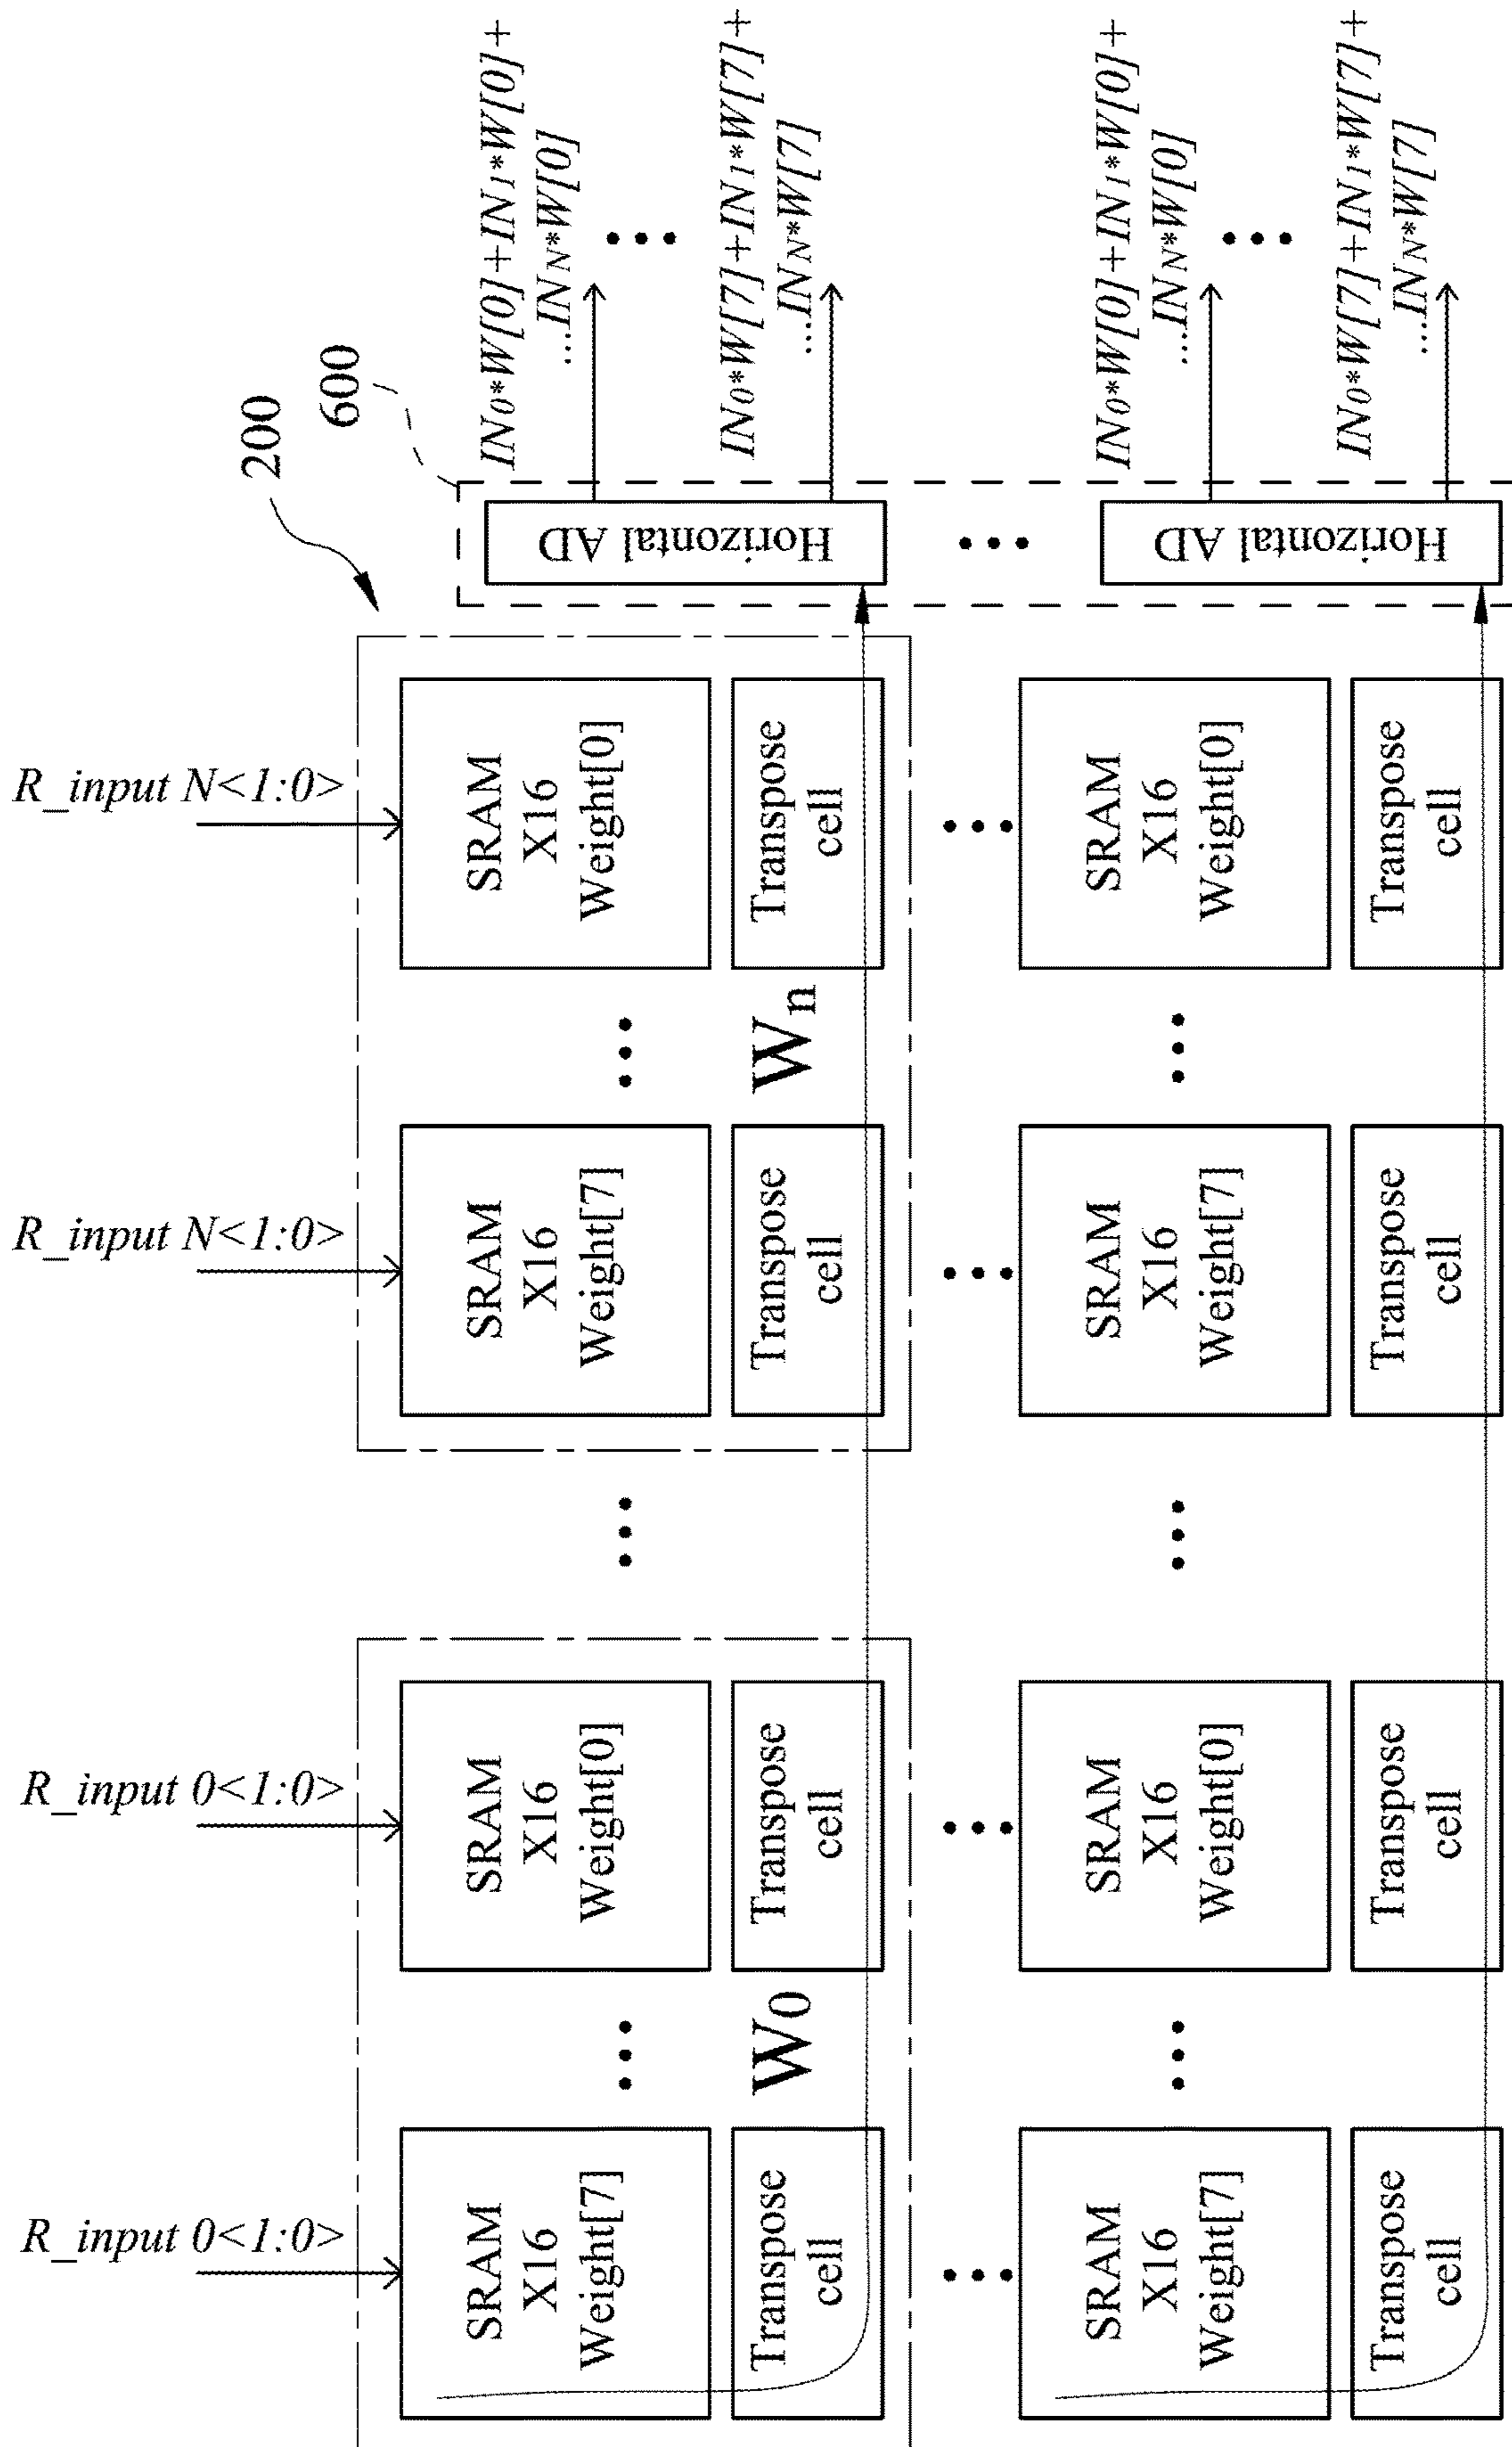 R_input 0<1:0>
R_input 0<1:0>
R_input N<1:0>
R_input N<1:0>
200
600
SRAM
X16
Weight[7]
SRAM
X16
Weight[0]
SRAM
X16
Weight[7]
SRAM
X16
Weight[0]
Transpose
cell
W0
Transpose
cell
Transpose
cell
Wn
Transpose
cell
Horizontal AD
IN0*W[0]+IN1*W[0]+
....INN*W[0]
IN0*W[7]+IN1*W[7]+
....INN*W[7]
SRAM
X16
Weight[7]
SRAM
X16
Weight[0]
SRAM
X16
Weight[7]
SRAM
X16
Weight[0]
Transpose
cell
Transpose
cell
Transpose
cell
Transpose
cell
Horizontal AD
IN0*W[0]+IN1*W[0]+
....INN*W[0]
IN0*W[7]+IN1*W[7]+
....INN*W[7]